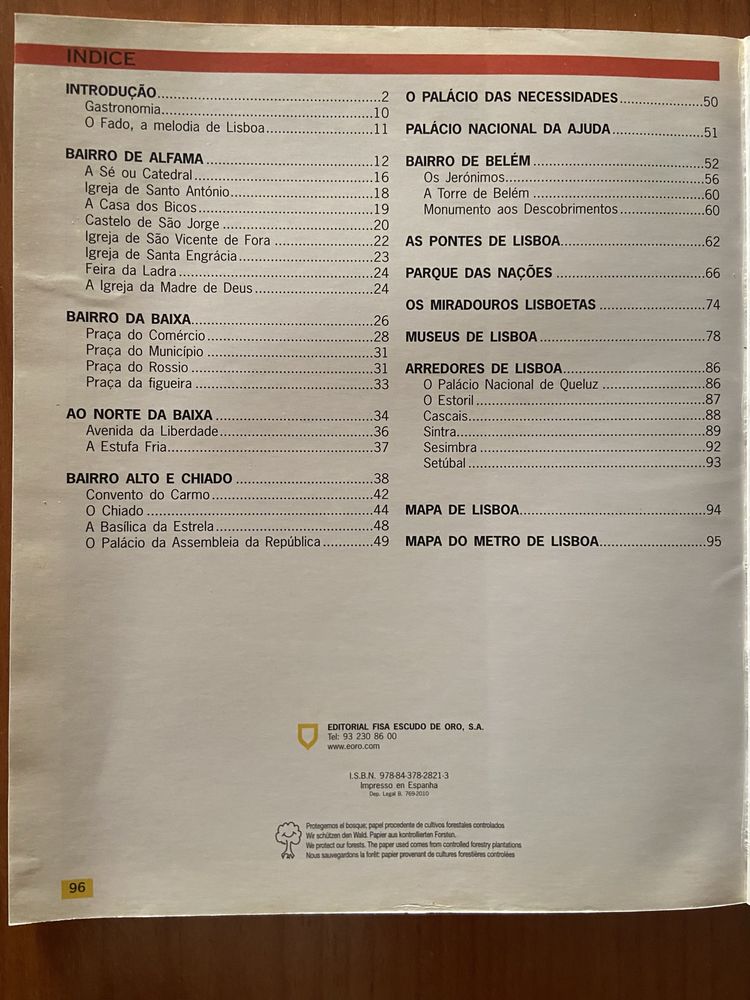 INDICE
INTRODUÇÃO....................2
Gastronomia....................10
O Fado, a melodia de Lisboa....................11
BAIRRO DE ALFAMA....................12
A Sé ou Catedral....................16
Igreja de Santo António....................18
A Casa dos Bicos....................19
Castelo de São Jorge....................20
Igreja de São Vicente de Fora....................22
Igreja de Santa Engrácia....................23
Feira da Ladra....................24
A Igreja da Madre de Deus....................24
BAIRRO DA BAIXA....................26
Praça do Comércio....................28
Praça do Município....................31
Praça do Rossio....................31
Praça da figueira....................33
AO NORTE DA BAIXA....................34
Avenida da Liberdade....................36
A Estufa Fria....................37
BAIRRO ALTO E CHIADO....................38
Convento do Carmo....................42
O Chiado....................44
A Basílica da Estrela....................48
O Palácio da Assembleia da República............49
O PALÁCIO DAS NECESSIDADES....................50
PALÁCIO NACIONAL DA AJUDA....................51
BAIRRO DE BELÉM....................52
Os Jerónimos....................56
A Torre de Belém....................60
Monumento aos Descobrimentos....................60
AS PONTES DE LISBOA....................62
PARQUE DAS NAÇÕES....................66
OS MIRADOUROS LISBOETAS....................74
MUSEUS DE LISBOA....................78
ARREDORES DE LISBOA....................86
O Palácio Nacional de Queluz....................86
O Estoril....................87
Cascais....................88
Sintra....................89
Sesimbra....................92
Setúbal....................93
MAPA DE LISBOA....................94
MAPA DO METRO DE LISBOA....................95
EDITORIAL FISA ESCUDO DE ORO, S.A.
Tel: 93 230 86 00
www.eoro.com
I.S.B.N. 978-84-378-2821-3
Impresso en Espanha
Dep. Legal B. 769-2010
Protegemos el bosque; papel procedente de cultivos forestales controlados
Wir schützen den Wald. Papier aus kontrollierten Forsten.
We protect our forests. The paper used comes from controlled forestry plantations
Nous sauvegardons la forêt: papier provenant de cultures forestières contrôlées
96